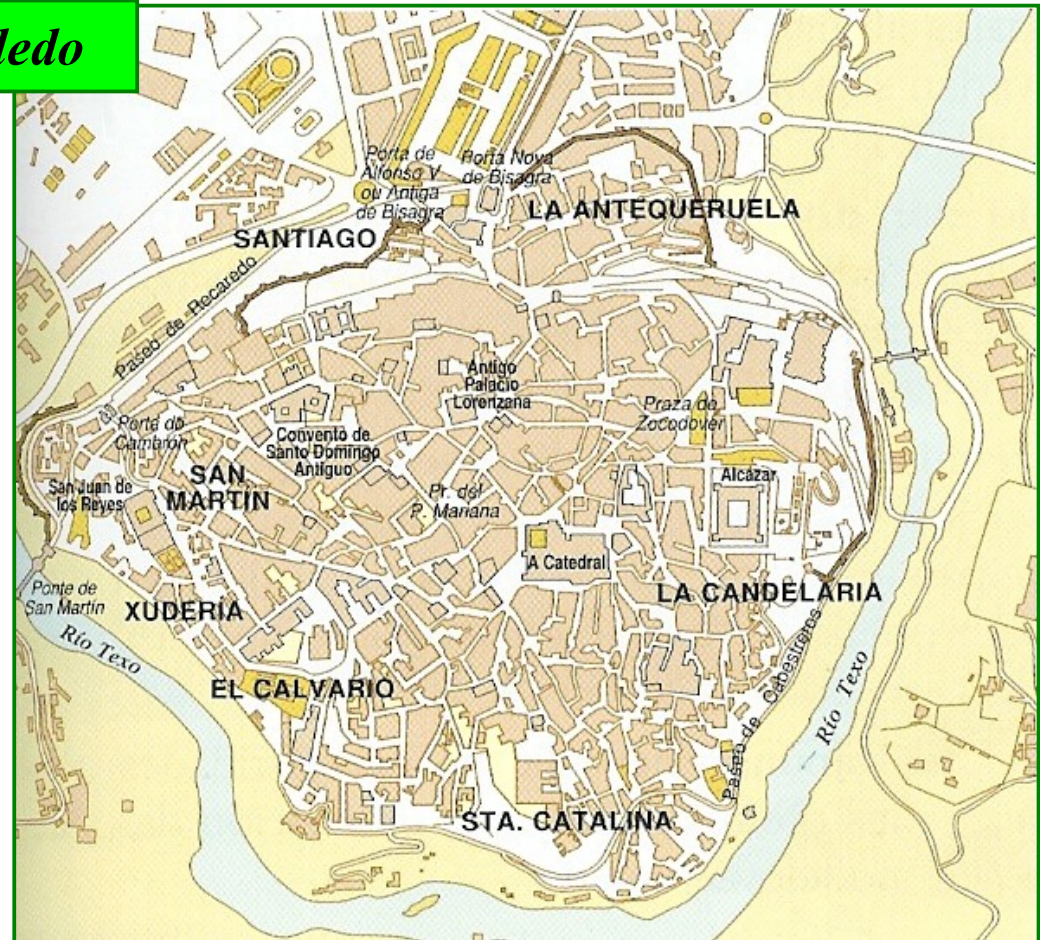 ledo
Porta de
Alfonso V
ou Antiga
de Bisagra
Porta Nova
de Bisagra
LA ANTEQUERUELA
SANTIAGO
Paseo de Recaredo
Antigo
Palacio
Lorenzana
Praza de
Zocodover
Porta do
Cambrón
Convento de
Santo Domingo
Antiguo
SAN
MARTÍN
San Juan de
los Reyes
Alcázar
Pr. del
P. Mariana
A Catedral
Ponte de
San Martín
XUDERÍA
LA CANDELARIA
Río Texo
EL CALVARIO
Paseo de Cabestreros
Río Texo
STA. CATALINA